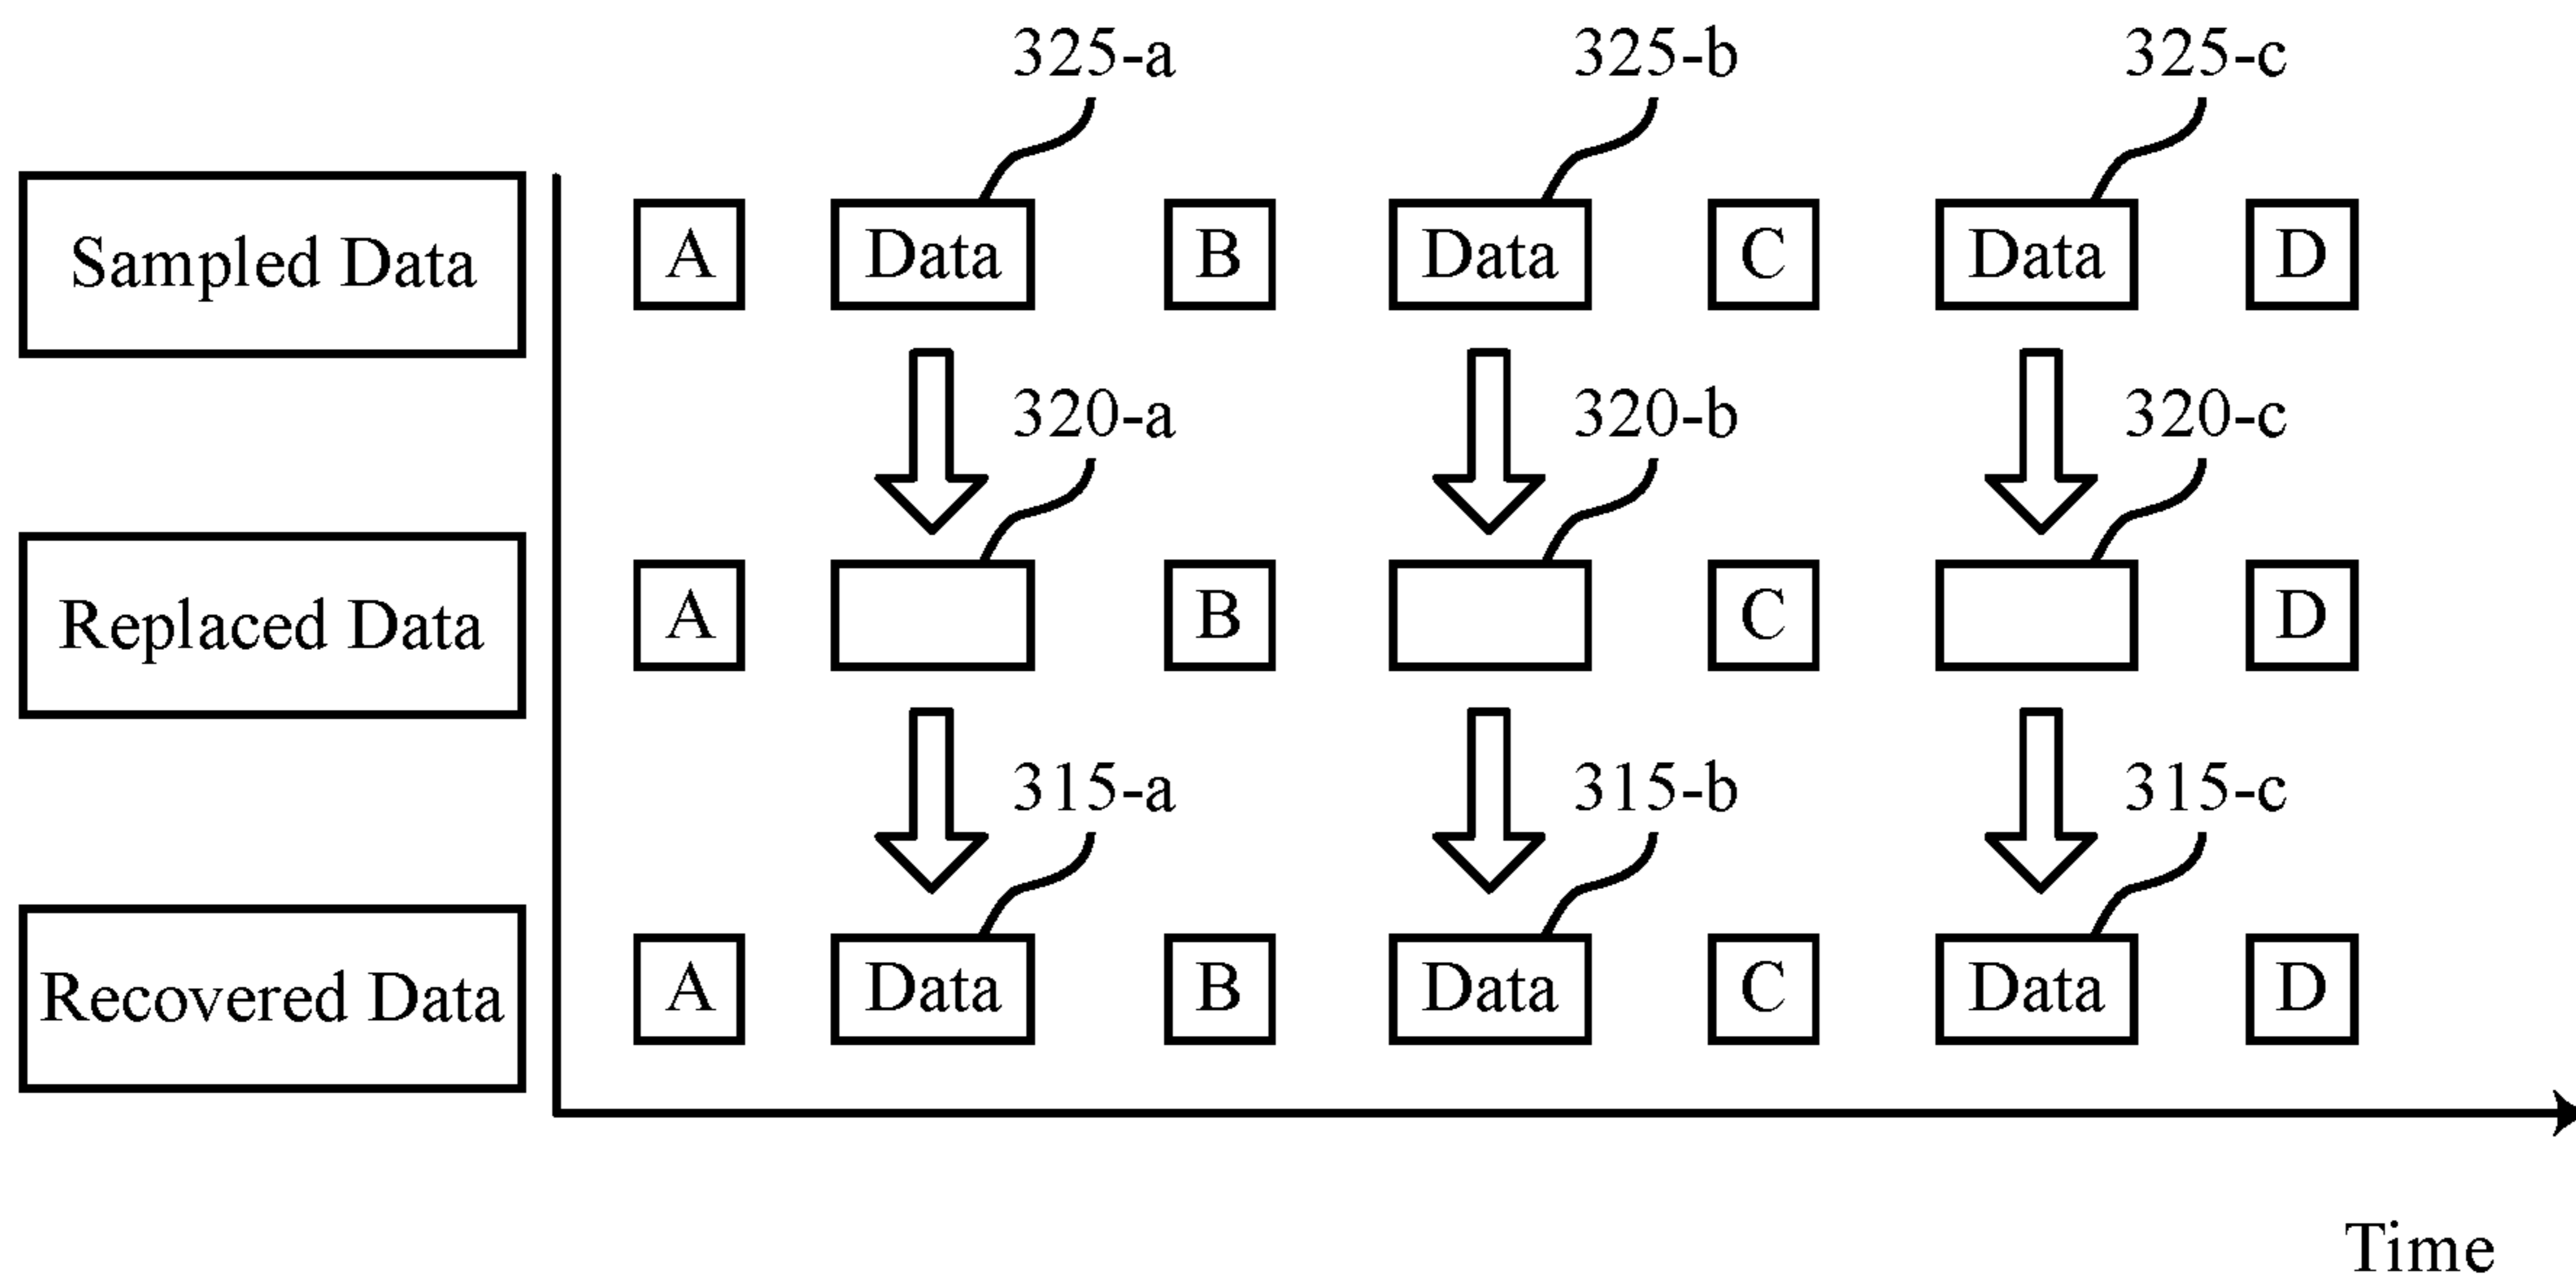 325-a 325-b 325-c
Sampled Data A Data B Data C Data D
320-a 320-b 320-c
Replaced Data A B C D
315-a 315-b 315-c
Recovered Data A Data B Data C Data D
Time